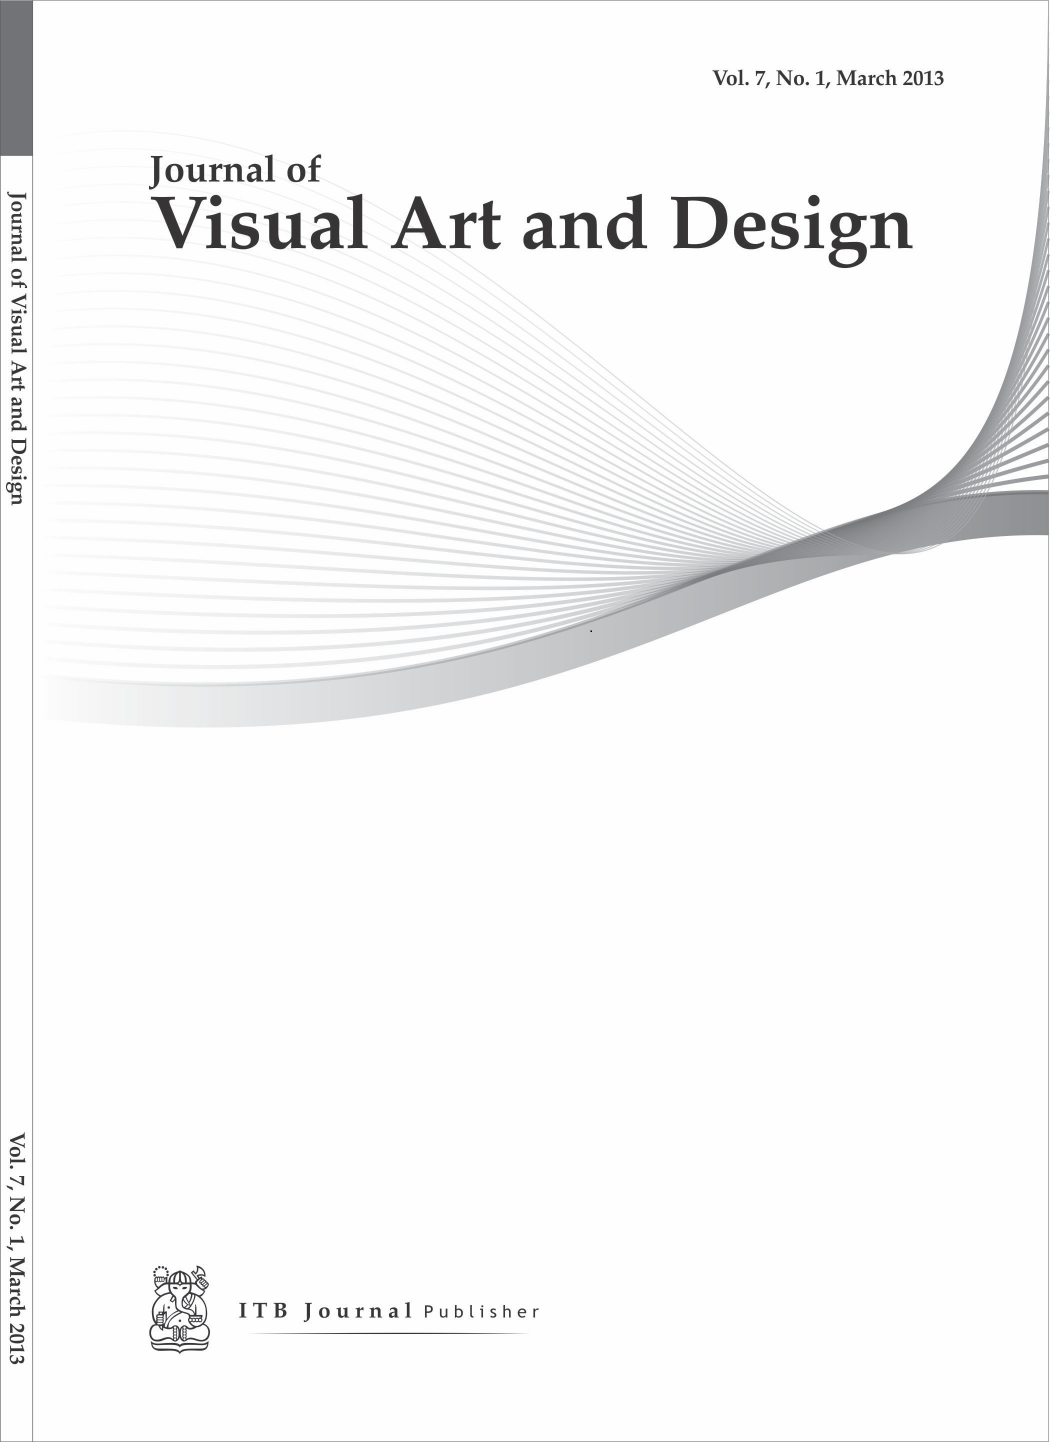 Vol. 7, No. 1, March 2013
Journal of
Visual Art and Design
Journal of Visual Art and Design
Vol. 7, No. 1, March 2013
ITB Journal Publisher